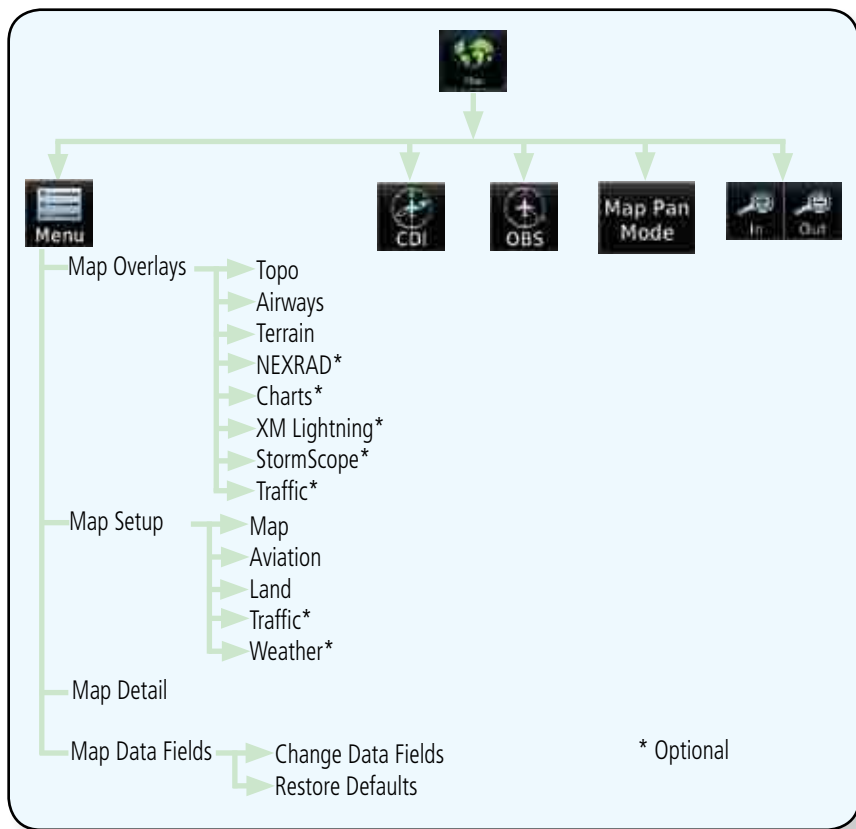 Map
Menu
CDI
OBS
Map Pan
Mode
In
Out
Map Overlays
Topo
Airways
Terrain
NEXRAD*
Charts*
XM Lightning*
StormScope*
Traffic*
Map Setup
Map
Aviation
Land
Traffic*
Weather*
Map Detail
Map Data Fields
Change Data Fields
Restore Defaults
* Optional